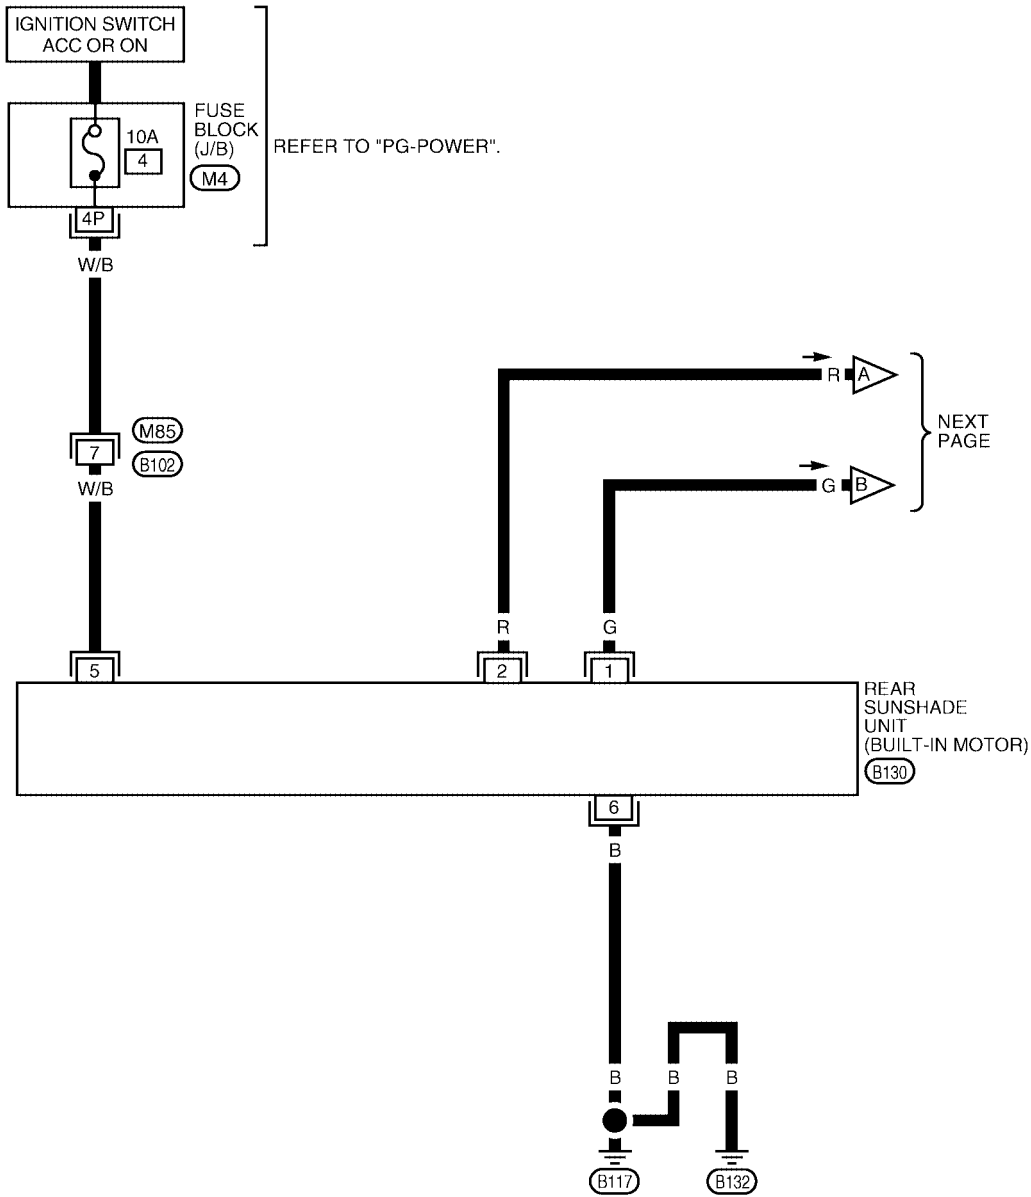 IGNITION SWITCH
ACC OR ON
FUSE
BLOCK
(J/B)
M4
10A
4
REFER TO "PG-POWER".
4P
W/B
R
A
NEXT
PAGE
M85
7
B102
G
B
W/B
R
G
5
2
1
REAR
SUNSHADE
UNIT
(BUILT-IN MOTOR)
B130
6
B
B
B
B
B117
B132